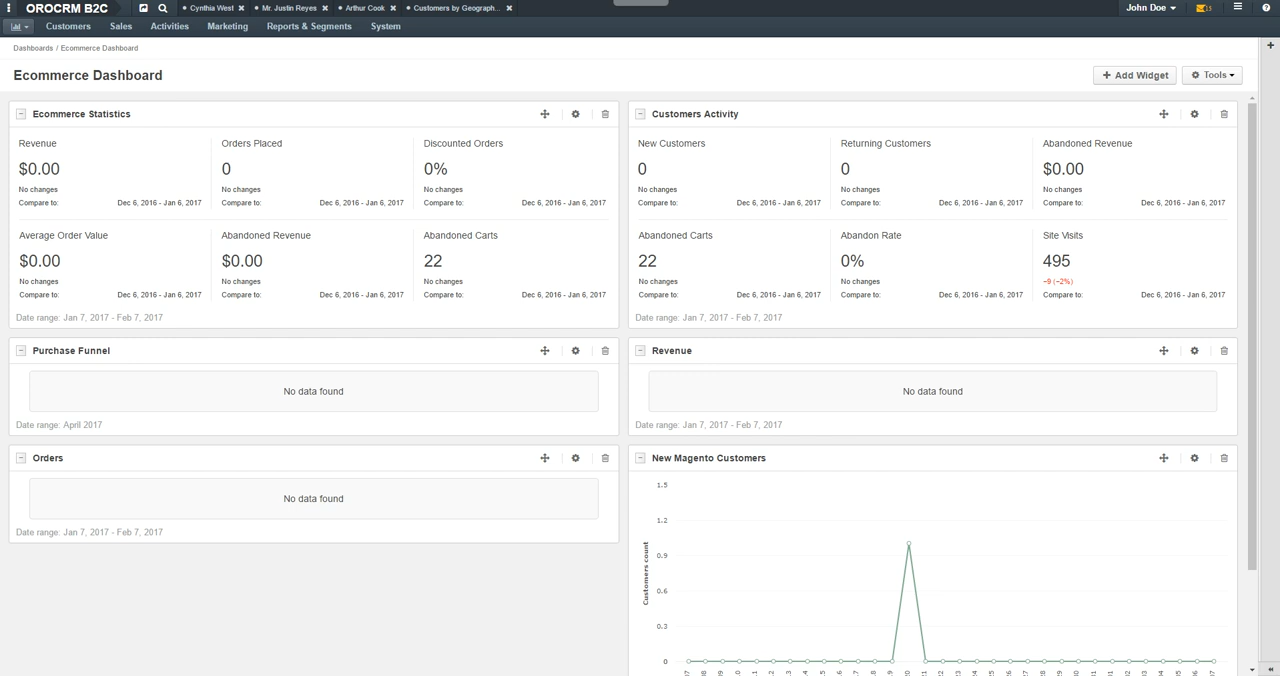 OROCRM B2C
Cynthia West
Mr. Justin Reyes
Arthur Cook
Customers by Geograph...
John Doe
Customers Sales Activities Marketing Reports & Segments System
Dashboards / Ecommerce Dashboard
Ecommerce Dashboard
Add Widget
Tools
Ecommerce Statistics
Revenue Orders Placed Discounted Orders
$0.00 0 0%
No changes No changes No changes
Compare to: Dec 6, 2016 - Jan 6, 2017 Compare to: Dec 6, 2016 - Jan 6, 2017 Compare to: Dec 6, 2016 - Jan 6, 2017
Average Order Value Abandoned Revenue Abandoned Carts
$0.00 $0.00 22
No changes No changes No changes
Compare to: Dec 6, 2016 - Jan 6, 2017 Compare to: Dec 6, 2016 - Jan 6, 2017 Compare to: Dec 6, 2016 - Jan 6, 2017
Date range: Jan 7, 2017 - Feb 7, 2017
Customers Activity
New Customers Returning Customers Abandoned Revenue
0 0 $0.00
No changes No changes No changes
Compare to: Dec 6, 2016 - Jan 6, 2017 Compare to: Dec 6, 2016 - Jan 6, 2017 Compare to: Dec 6, 2016 - Jan 6, 2017
Abandoned Carts Abandon Rate Site Visits
22 0% 495
No changes No changes -9 (-2%)
Compare to: Dec 6, 2016 - Jan 6, 2017 Compare to: Dec 6, 2016 - Jan 6, 2017 Compare to: Dec 6, 2016 - Jan 6, 2017
Date range: Jan 7, 2017 - Feb 7, 2017
Purchase Funnel
No data found
Date range: April 2017
Revenue
No data found
Date range: Jan 7, 2017 - Feb 7, 2017
Orders
No data found
Date range: Jan 7, 2017 - Feb 7, 2017
New Magento Customers
Customers count
1.5
1.2
0.9
0.6
0.3
0